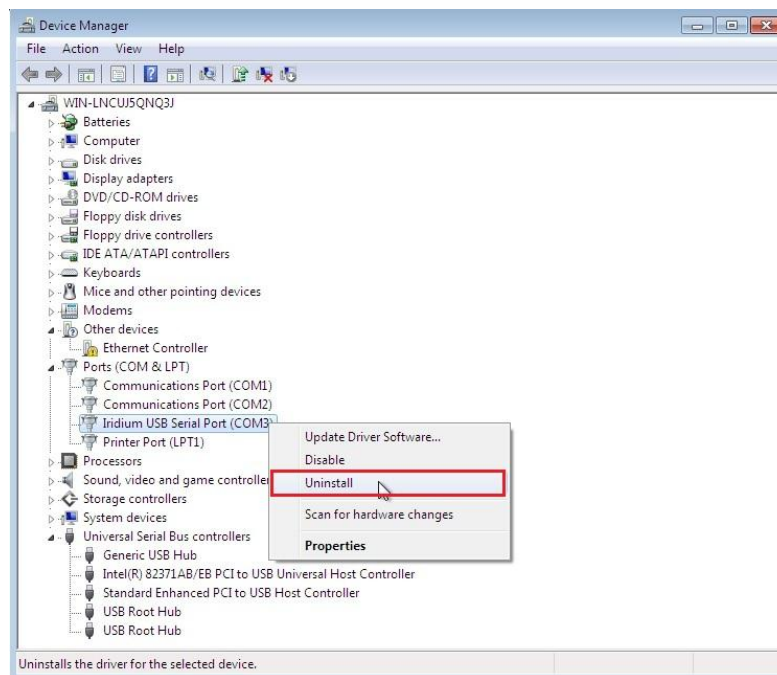 Device Manager
File Action View Help
WIN-LNCUJ5QNQ3J
Batteries
Computer
Disk drives
Display adapters
DVD/CD-ROM drives
Floppy disk drives
Floppy drive controllers
IDE ATA/ATAPI controllers
Keyboards
Mice and other pointing devices
Modems
Other devices
Ethernet Controller
Ports (COM & LPT)
Communications Port (COM1)
Communications Port (COM2)
Iridium USB Serial Port (COM3)
Printer Port (LPT1)
Processors
Sound, video and game controller
Storage controllers
System devices
Universal Serial Bus controllers
Generic USB Hub
Intel(R) 82371AB/EB PCI to USB Universal Host Controller
Standard Enhanced PCI to USB Host Controller
USB Root Hub
USB Root Hub
Update Driver Software...
Disable
Uninstall
Scan for hardware changes
Properties
Uninstalls the driver for the selected device.